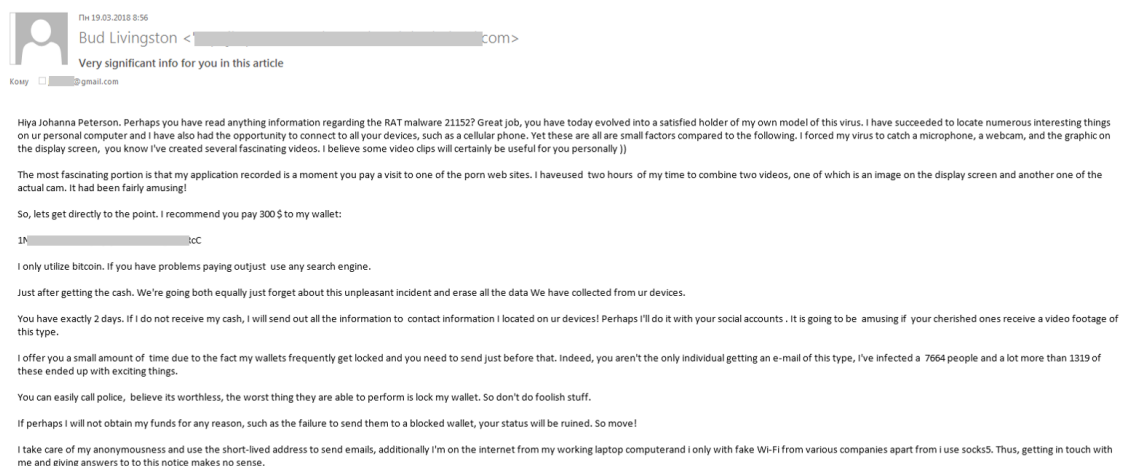 Пн 19.03.2018 8:56
Bud Livingston <' com>
Very significant info for you in this article
Кому @gmail.com
Hiya Johanna Peterson. Perhaps you have read anything information regarding the RAT malware 21152? Great job, you have today evolved into a satisfied holder of my own model of this virus. I have succeeded to locate numerous interesting things
on ur personal computer and I have also had the opportunity to connect to all your devices, such as a cellular phone. Yet these are all are small factors compared to the following. I forced my virus to catch a microphone, a webcam, and the graphic on
the display screen, you know I've created several fascinating videos. I believe some video clips will certainly be useful for you personally ))
The most fascinating portion is that my application recorded is a moment you pay a visit to one of the porn web sites. I haveused two hours of my time to combine two videos, one of which is an image on the display screen and another one of the
actual cam. It had been fairly amusing!
So, lets get directly to the point. I recommend you pay 300 $ to my wallet:
1N tcC
I only utilize bitcoin. If you have problems paying outjust use any search engine.
Just after getting the cash. We're going both equally just forget about this unpleasant incident and erase all the data We have collected from ur devices.
You have exactly 2 days. If I do not receive my cash, I will send out all the information to contact information I located on ur devices! Perhaps I'll do it with your social accounts . It is going to be amusing if your cherished ones receive a video footage of
this type.
I offer you a small amount of time due to the fact my wallets frequently get locked and you need to send just before that. Indeed, you aren't the only individual getting an e-mail of this type, I've infected a 7664 people and a lot more than 1319 of
these ended up with exciting things.
You can easily call police, believe its worthless, the worst thing they are able to perform is lock my wallet. So don't do foolish stuff.
If perhaps I will not obtain my funds for any reason, such as the failure to send them to a blocked wallet, your status will be ruined. So move!
I take care of my anonymousness and use the short-lived address to send emails, additionally I'm on the internet from my working laptop computerand i only with fake Wi-Fi from various companies apart from i use socks5. Thus, getting in touch with
me and giving answers to to this notice makes no sense.